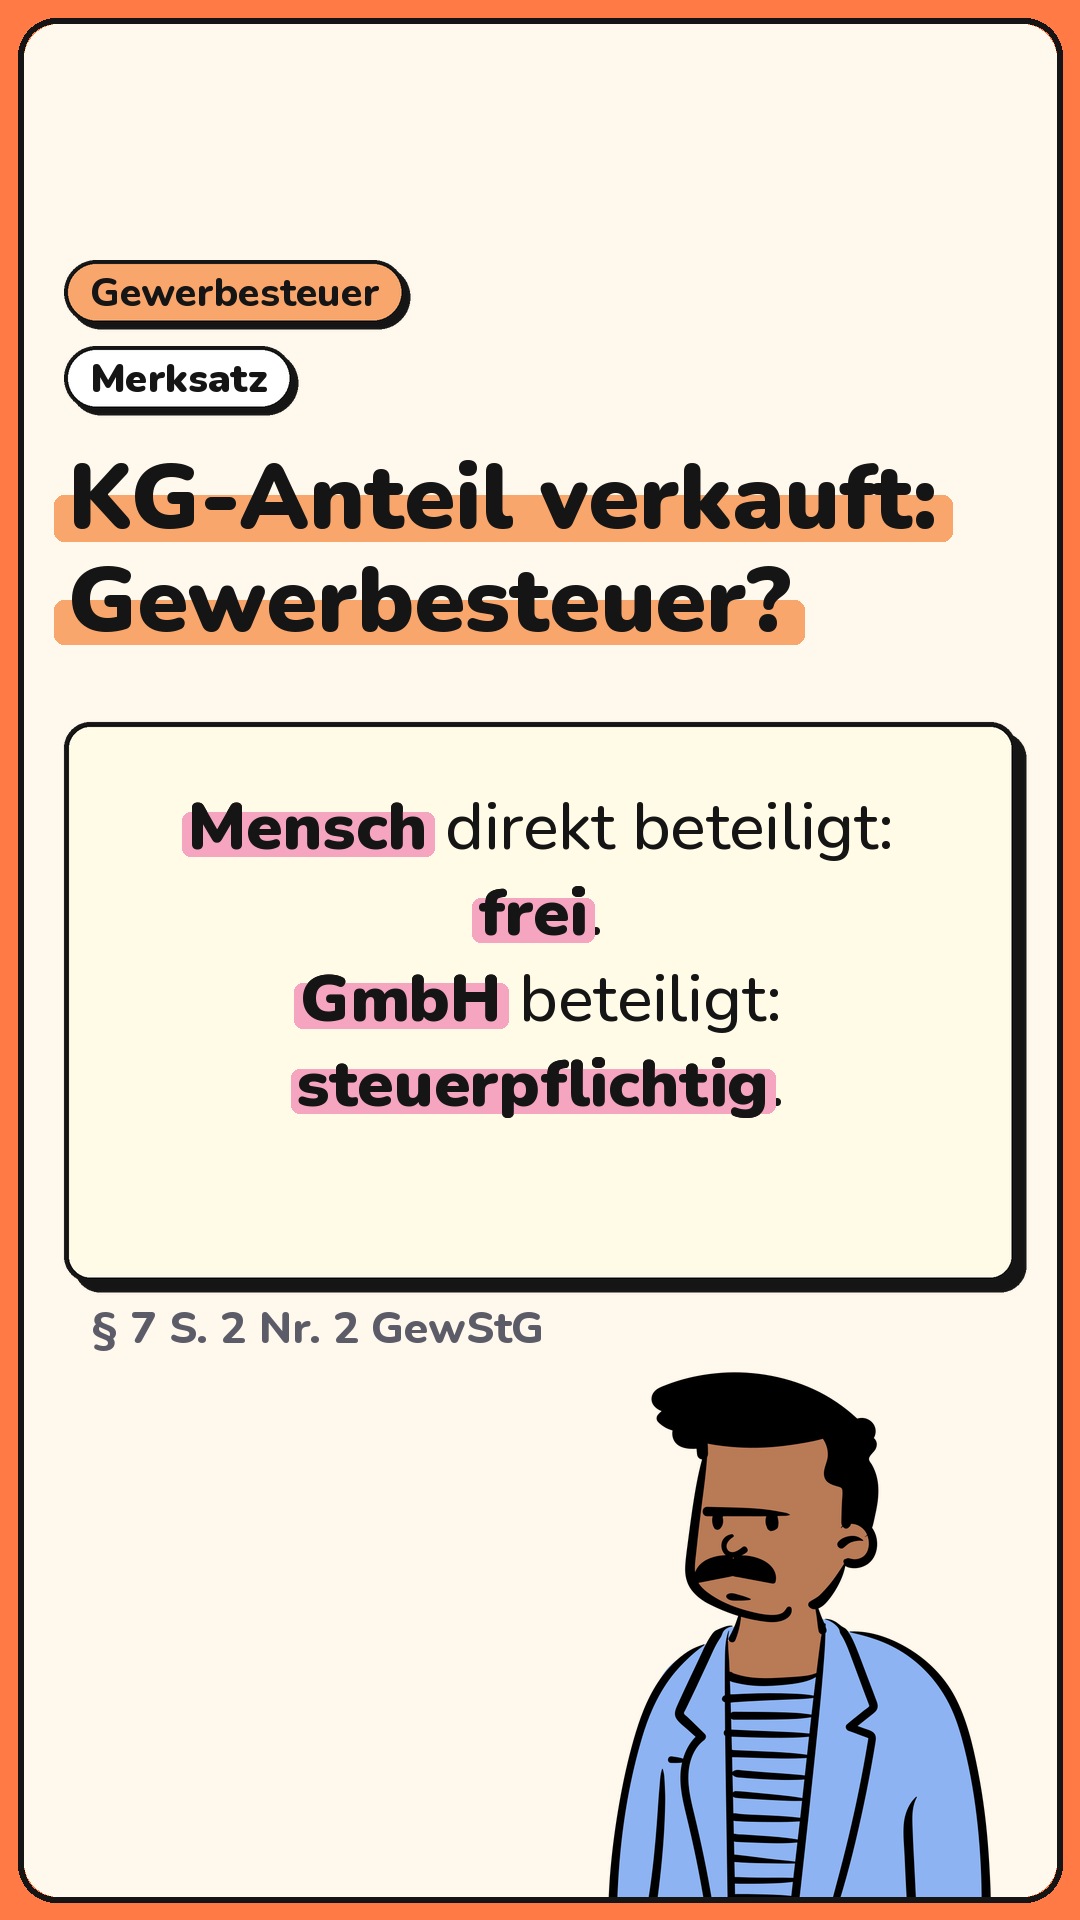 Gewerbesteuer
Merksatz
KG-Anteil verkauft:
Gewerbesteuer?
Mensch direkt beteiligt:
frei.
GmbH beteiligt:
steuerpflichtig.
§ 7 S. 2 Nr. 2 GewStG